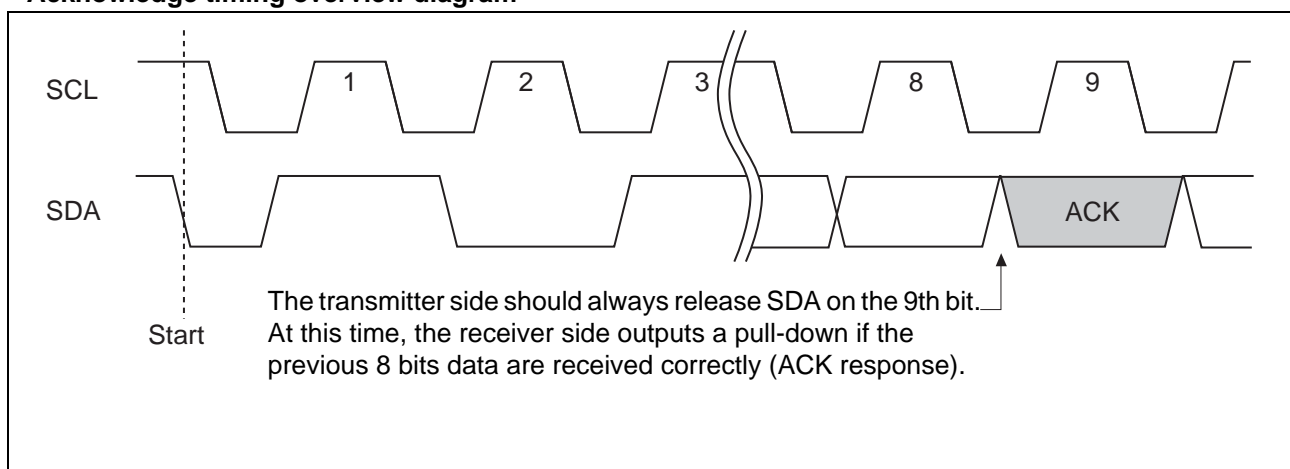 Acknowledge timing overview diagram
SCL
1
2
3
8
9
SDA
ACK
Start
The transmitter side should always release SDA on the 9th bit.
At this time, the receiver side outputs a pull-down if the
previous 8 bits data are received correctly (ACK response).